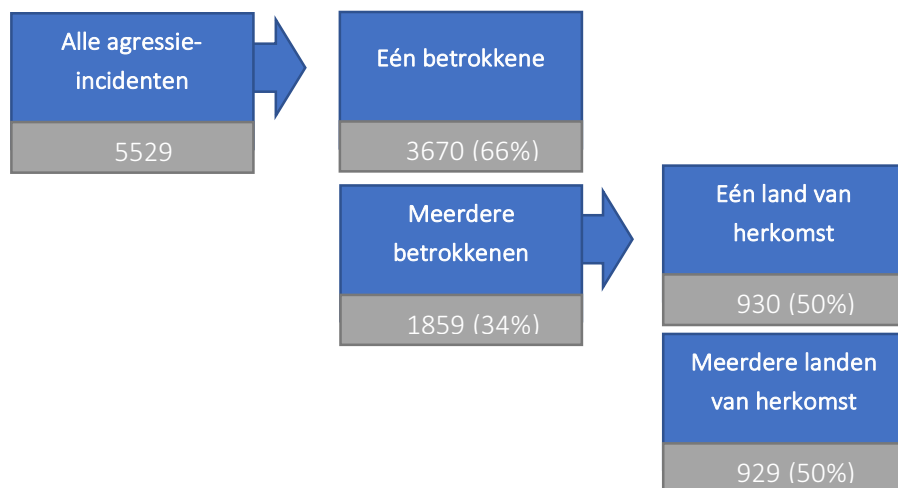 Alle agressie-
incidenten
5529
Eén betrokkene
3670 (66%)
Meerdere
betrokkenen
1859 (34%)
Eén land van
herkomst
930 (50%)
Meerdere landen
van herkomst
929 (50%)